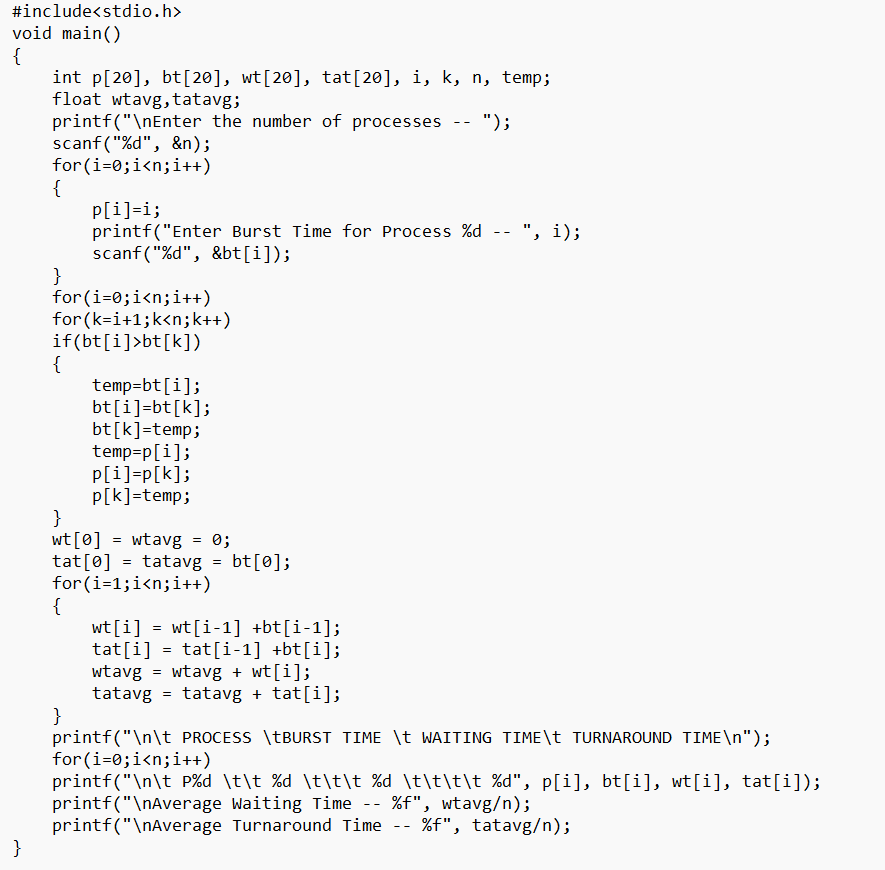 #include<stdio.h>
void main()
{
    int p[20], bt[20], wt[20], tat[20], i, k, n, temp;
    float wtavg,tatavg;
    printf("\nEnter the number of processes -- ");
    scanf("%d", &n);
    for(i=0;i<n;i++)
    {
        p[i]=i;
        printf("Enter Burst Time for Process %d -- ", i);
        scanf("%d", &bt[i]);
    }
    for(i=0;i<n;i++)
    for(k=i+1;k<n;k++)
    if(bt[i]>bt[k])
    {
        temp=bt[i];
        bt[i]=bt[k];
        bt[k]=temp;
        temp=p[i];
        p[i]=p[k];
        p[k]=temp;
    }
    wt[0] = wtavg = 0;
    tat[0] = tatavg = bt[0];
    for(i=1;i<n;i++)
    {
        wt[i] = wt[i-1] +bt[i-1];
        tat[i] = tat[i-1] +bt[i];
        wtavg = wtavg + wt[i];
        tatavg = tatavg + tat[i];
    }
    printf("\n\t PROCESS \tBURST TIME \t WAITING TIME\t TURNAROUND TIME\n");
    for(i=0;i<n;i++)
    printf("\n\t P%d \t\t %d \t\t\t %d \t\t\t\t %d", p[i], bt[i], wt[i], tat[i]);
    printf("\nAverage Waiting Time -- %f", wtavg/n);
    printf("\nAverage Turnaround Time -- %f", tatavg/n);
}